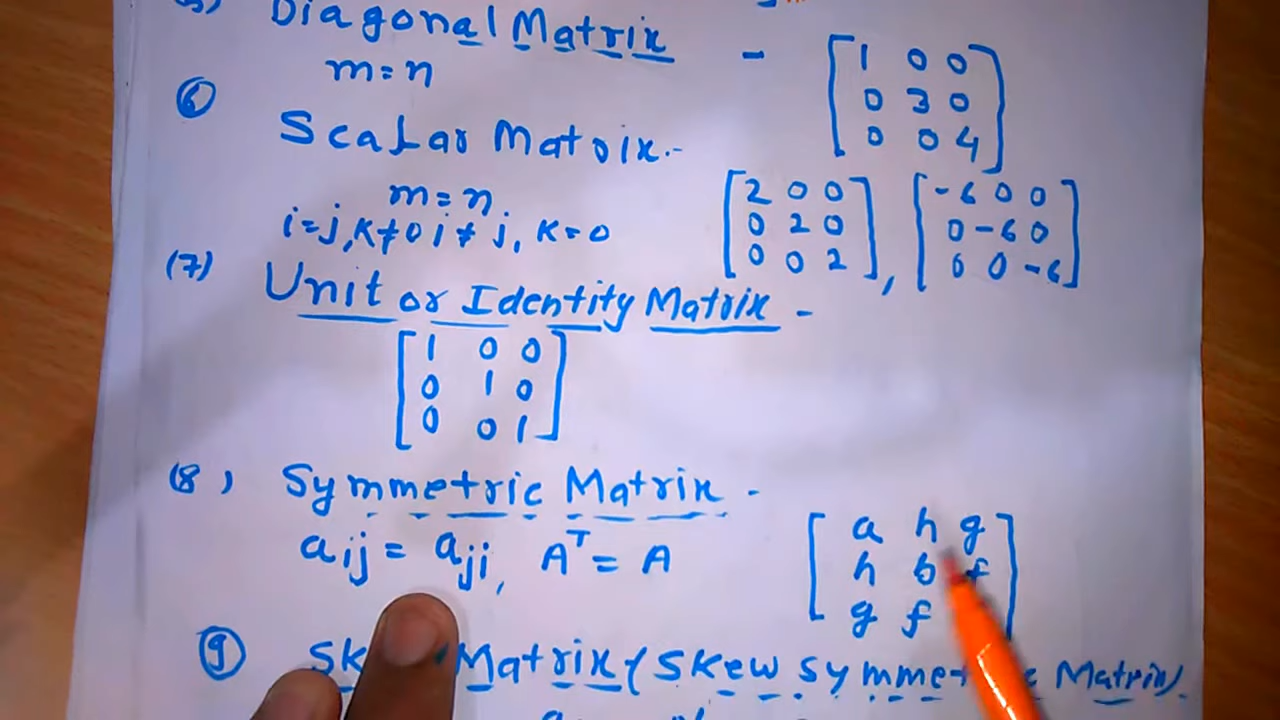 Diagonal Matrix -
m=n
[1 0 0
0 3 0
0 0 4]
(6)
Scalar Matrix.-
m=n
i=j, K≠0 i≠j, K=0
[2 0 0
0 2 0
0 0 2],
[-6 0 0
0 -6 0
0 0 -6]
(7) Unit or Identity Matrix -
[1 0 0
0 1 0
0 0 1]
(8) Symmetric Matrix -
aij = aji, Aᵀ = A
[a h g
h b f
g f ]
(9) Matrix (Skew Symmet Matrix)